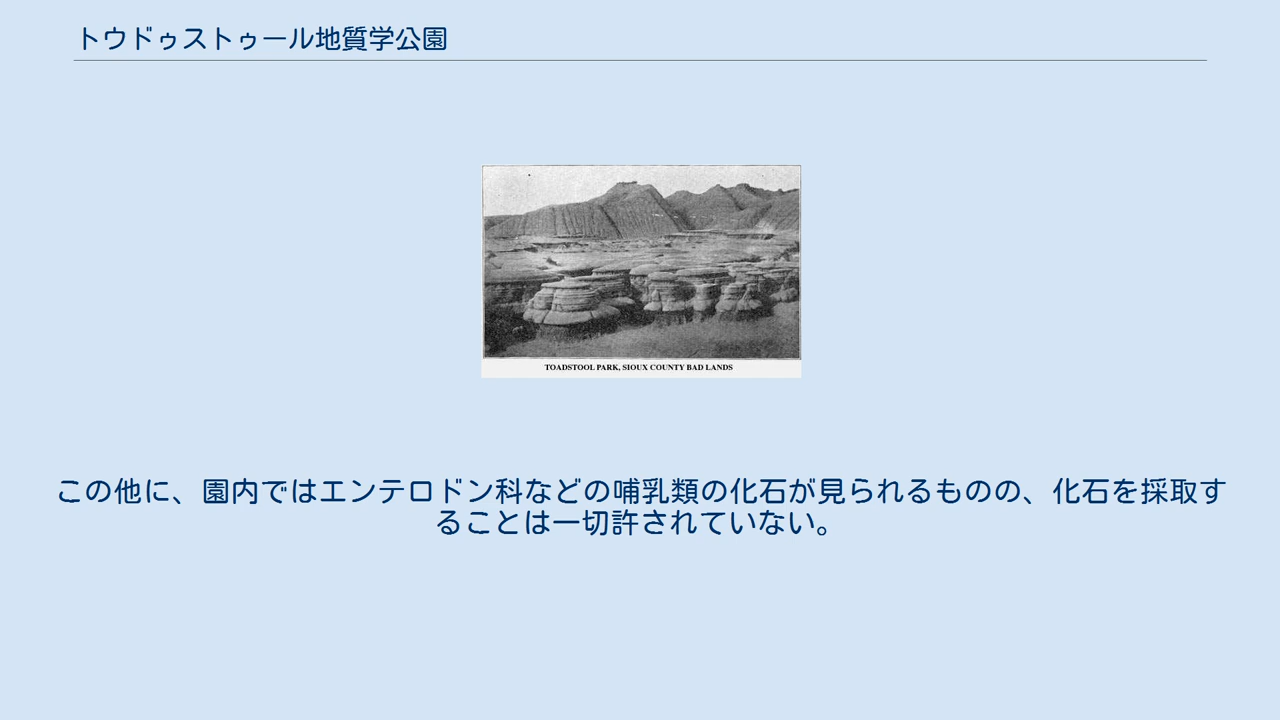 トウドゥストゥール地質学公園
TOADSTOOL PARK, SIOUX COUNTY BAD LANDS
この他に、園内ではエンテロドン科などの哺乳類の化石が見られるものの、化石を採取す
ることは一切許されていない。